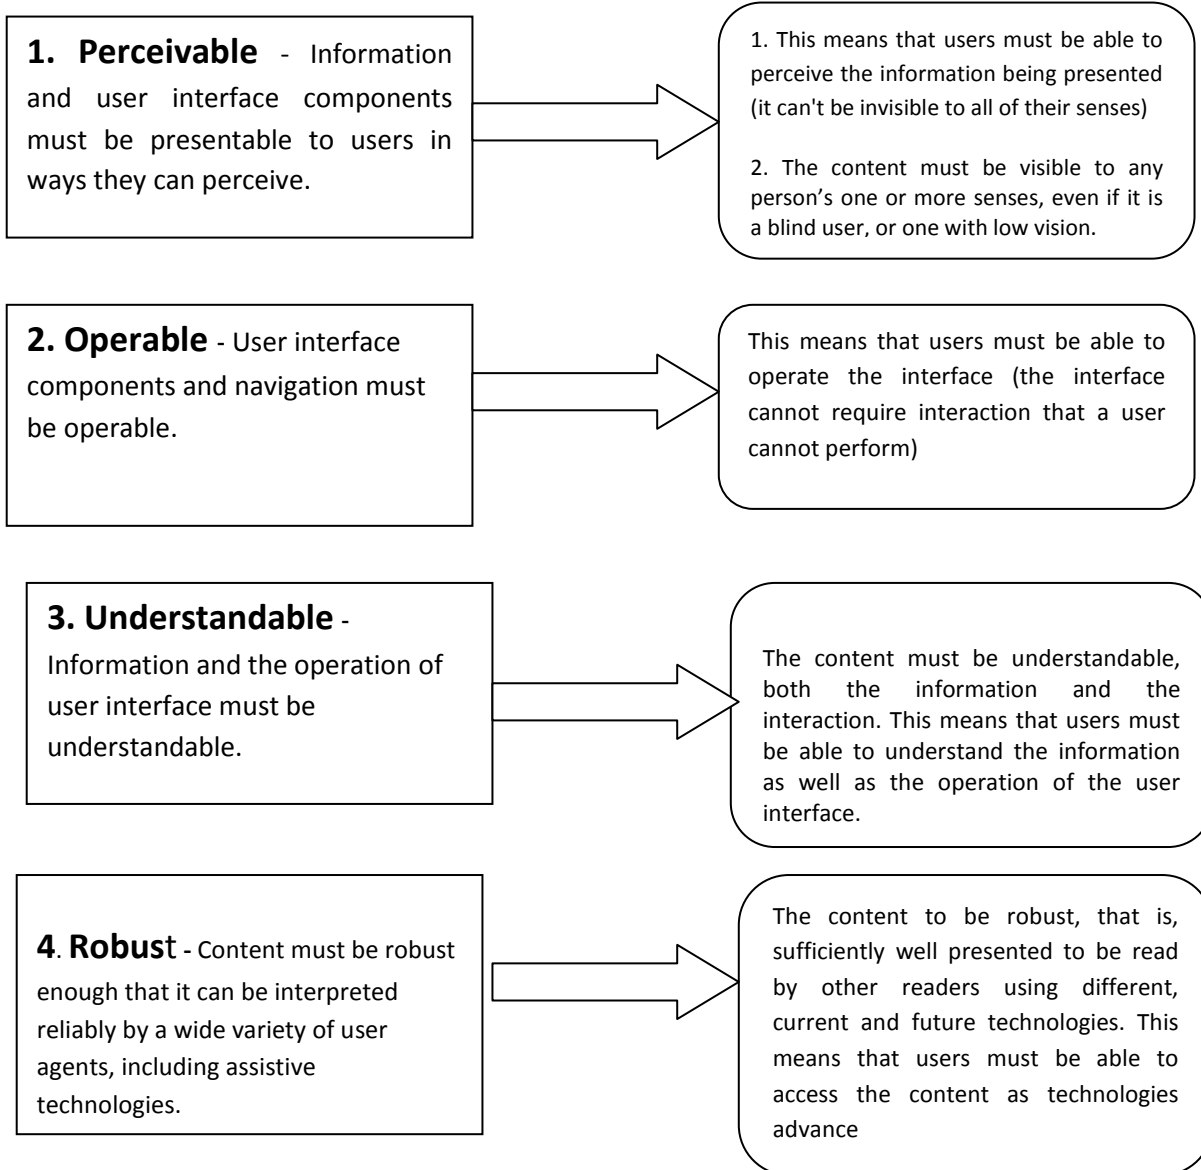 1. Perceivable - Information
and user interface components
must be presentable to users in
ways they can perceive.
1. This means that users must be able to
perceive the information being presented
(it can't be invisible to all of their senses)
2. The content must be visible to any
person’s one or more senses, even if it is
a blind user, or one with low vision.
2. Operable - User interface
components and navigation must
be operable.
This means that users must be able to
operate the interface (the interface
cannot require interaction that a user
cannot perform)
3. Understandable -
Information and the operation of
user interface must be
understandable.
The content must be understandable,
both the information and the
interaction. This means that users must
be able to understand the information
as well as the operation of the user
interface.
4. Robust - Content must be robust
enough that it can be interpreted
reliably by a wide variety of user
agents, including assistive
technologies.
The content to be robust, that is,
sufficiently well presented to be read
by other readers using different,
current and future technologies. This
means that users must be able to
access the content as technologies
advance